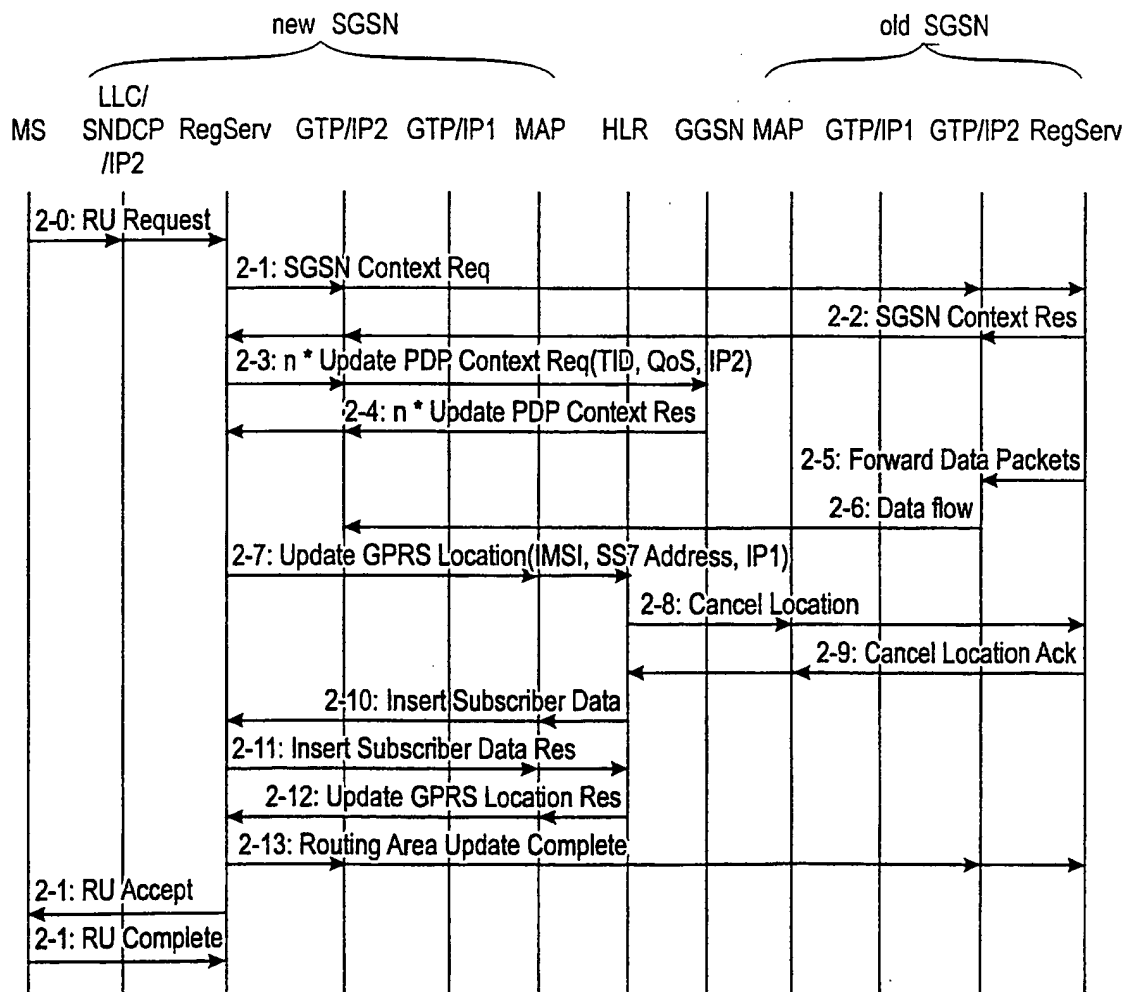 new SGSN
old SGSN
LLC/
MS SNDCP RegServ GTP/IP2 GTP/IP1 MAP HLR GGSN MAP GTP/IP1 GTP/IP2 RegServ
/IP2
2-0: RU Request
2-1: SGSN Context Req
2-2: SGSN Context Res
2-3: n * Update PDP Context Req(TID, QoS, IP2)
2-4: n * Update PDP Context Res
2-5: Forward Data Packets
2-6: Data flow
2-7: Update GPRS Location(IMSI, SS7 Address, IP1)
2-8: Cancel Location
2-9: Cancel Location Ack
2-10: Insert Subscriber Data
2-11: Insert Subscriber Data Res
2-12: Update GPRS Location Res
2-13: Routing Area Update Complete
2-1: RU Accept
2-1: RU Complete